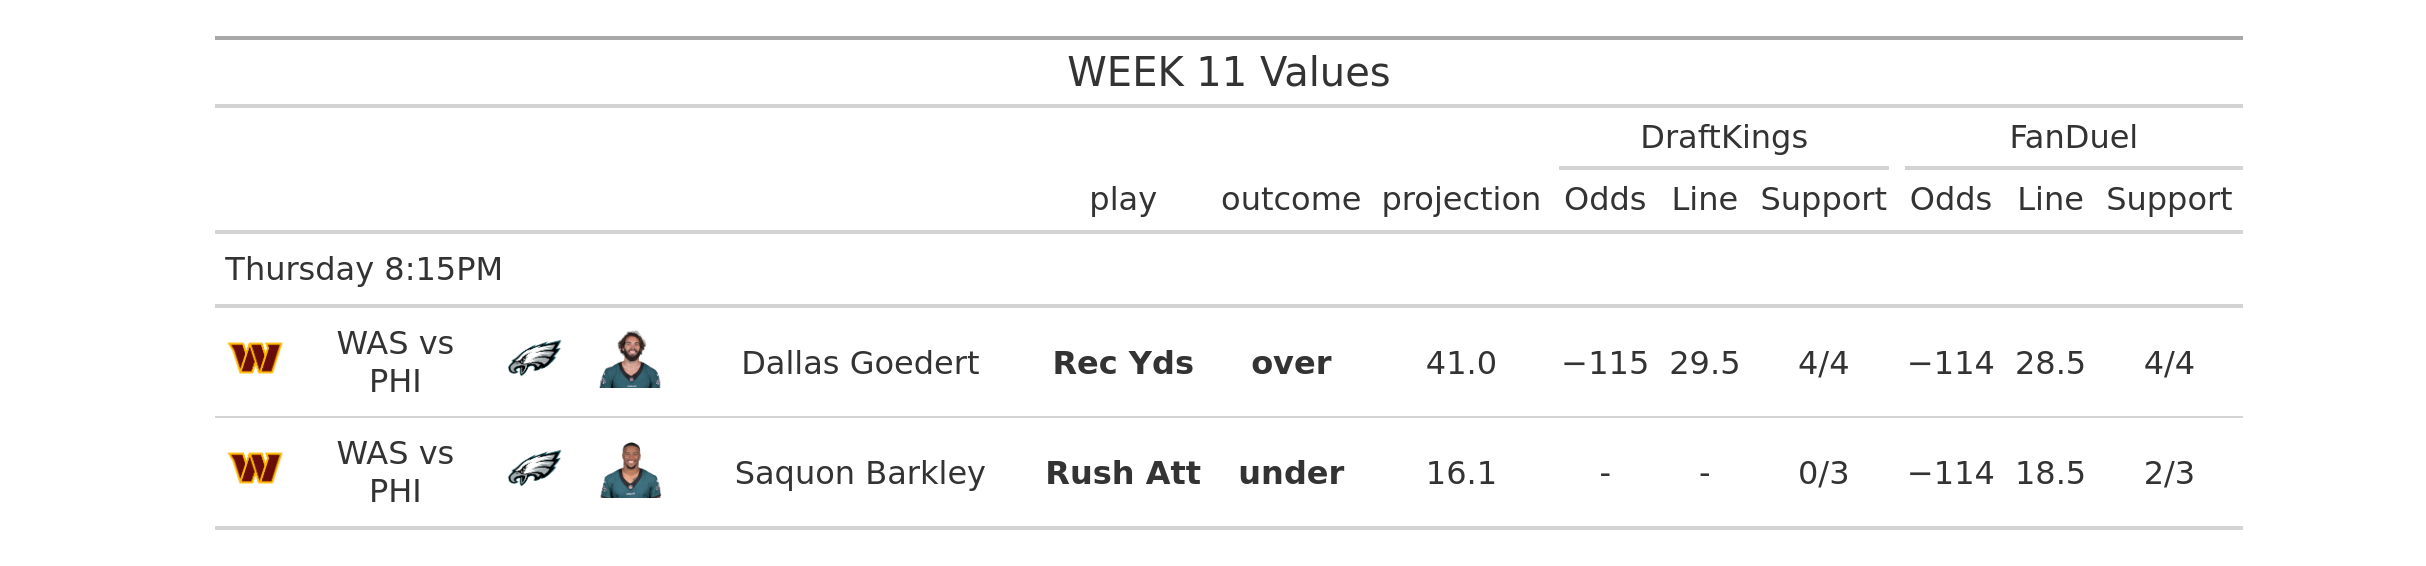 WEEK 11 Values
DraftKings FanDuel
play outcome projection Odds Line Support Odds Line Support
Thursday 8:15PM
WAS vs PHI Dallas Goedert Rec Yds over 41.0 −115 29.5 4/4 −114 28.5 4/4
WAS vs PHI Saquon Barkley Rush Att under 16.1 - - 0/3 −114 18.5 2/3